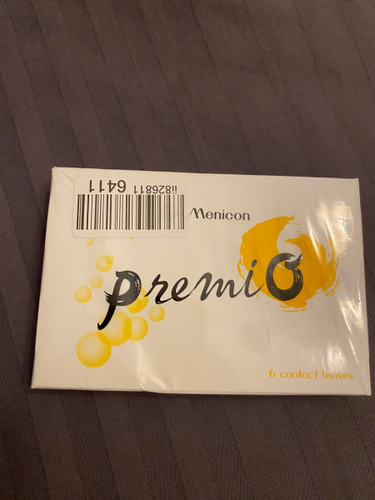 6411
ii826811
Menicon
premiO
6 contact lenses